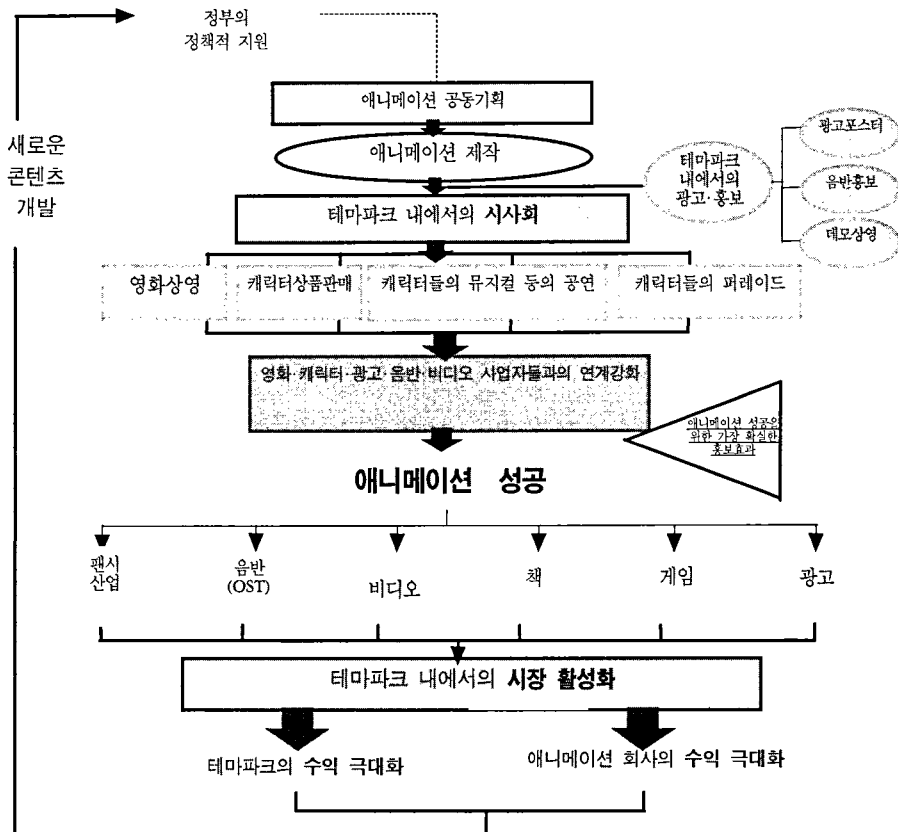 정부의
정책적 지원
애니메이션 공동기획
애니메이션 제작
새로운
콘텐츠
개발
테마파크
내에서의
광고·홍보
광고포스터
음반홍보
데모상영
테마파크 내에서의 시사회
영화상영
캐릭터상품판매
캐릭터들의 뮤지컬 등의 공연
캐릭터들의 퍼레이드
영화·캐릭터·광고·음반·비디오 사업자들과의 연계강화
애니메이션 성공을
위한 가장 확실한
홍보효과
애니메이션 성공
팬시
산업
음반
(OST)
비디오
책
게임
광고
테마파크 내에서의 시장 활성화
테마파크의 수익 극대화
애니메이션 회사의 수익 극대화